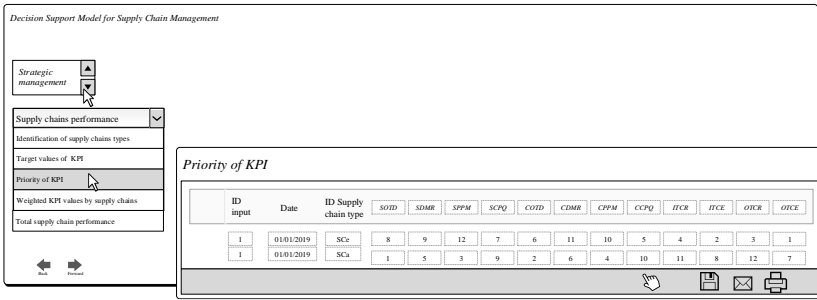 Decision Support Model for Supply Chain Management
Strategic
management
Supply chains performance
Identification of supply chains types
Target values of KPI
Priority of KPI
Weighted KPI values by supply chains
Total supply chain performance
Back Forward
Priority of KPI
ID input Date ID Supply chain type SOTD SDMR SPPM SCPQ COTD CDMR CPPM CCPQ ITCR ITCE OTCR OTCE
1 01/01/2019 SCe 8 9 12 7 6 11 10 5 4 2 3 1
1 01/01/2019 SCa 1 5 3 9 2 6 4 10 11 8 12 7